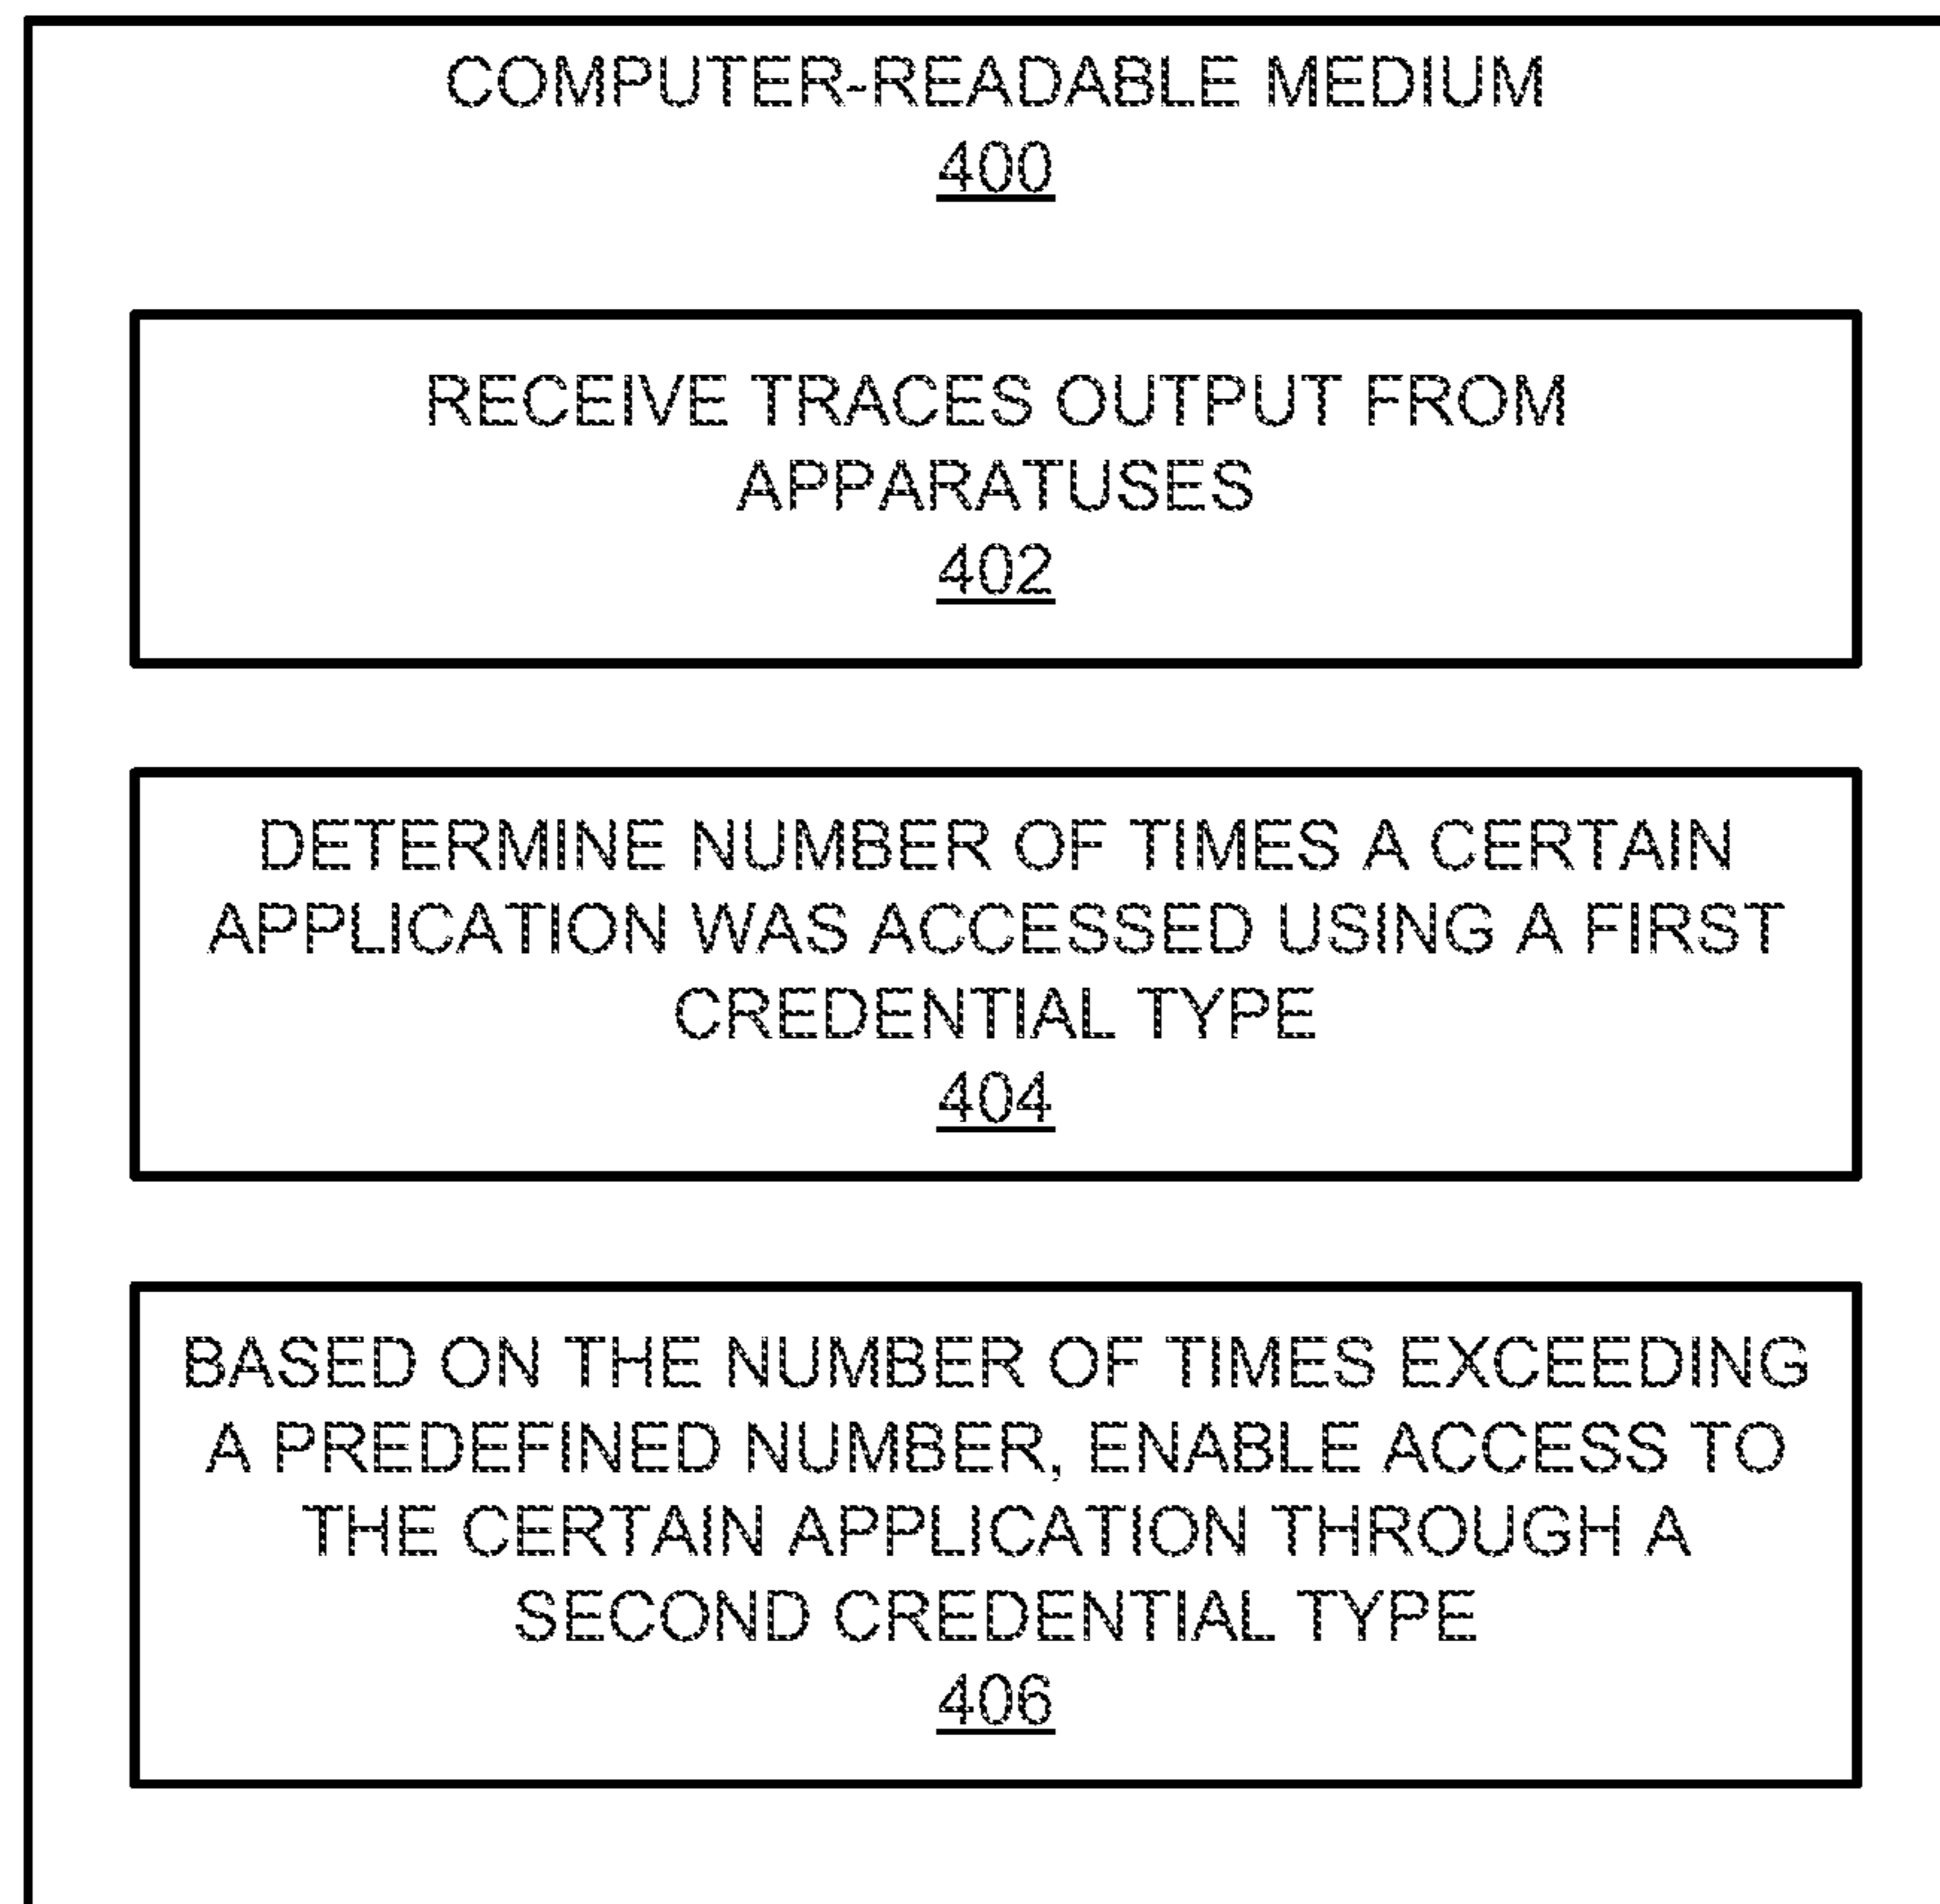 COMPUTER-READABLE MEDIUM
400
RECEIVE TRACES OUTPUT FROM
APPARATUSES
402
DETERMINE NUMBER OF TIMES A CERTAIN
APPLICATION WAS ACCESSED USING A FIRST
CREDENTIAL TYPE
404
BASED ON THE NUMBER OF TIMES EXCEEDING
A PREDEFINED NUMBER, ENABLE ACCESS TO
THE CERTAIN APPLICATION THROUGH A
SECOND CREDENTIAL TYPE
406